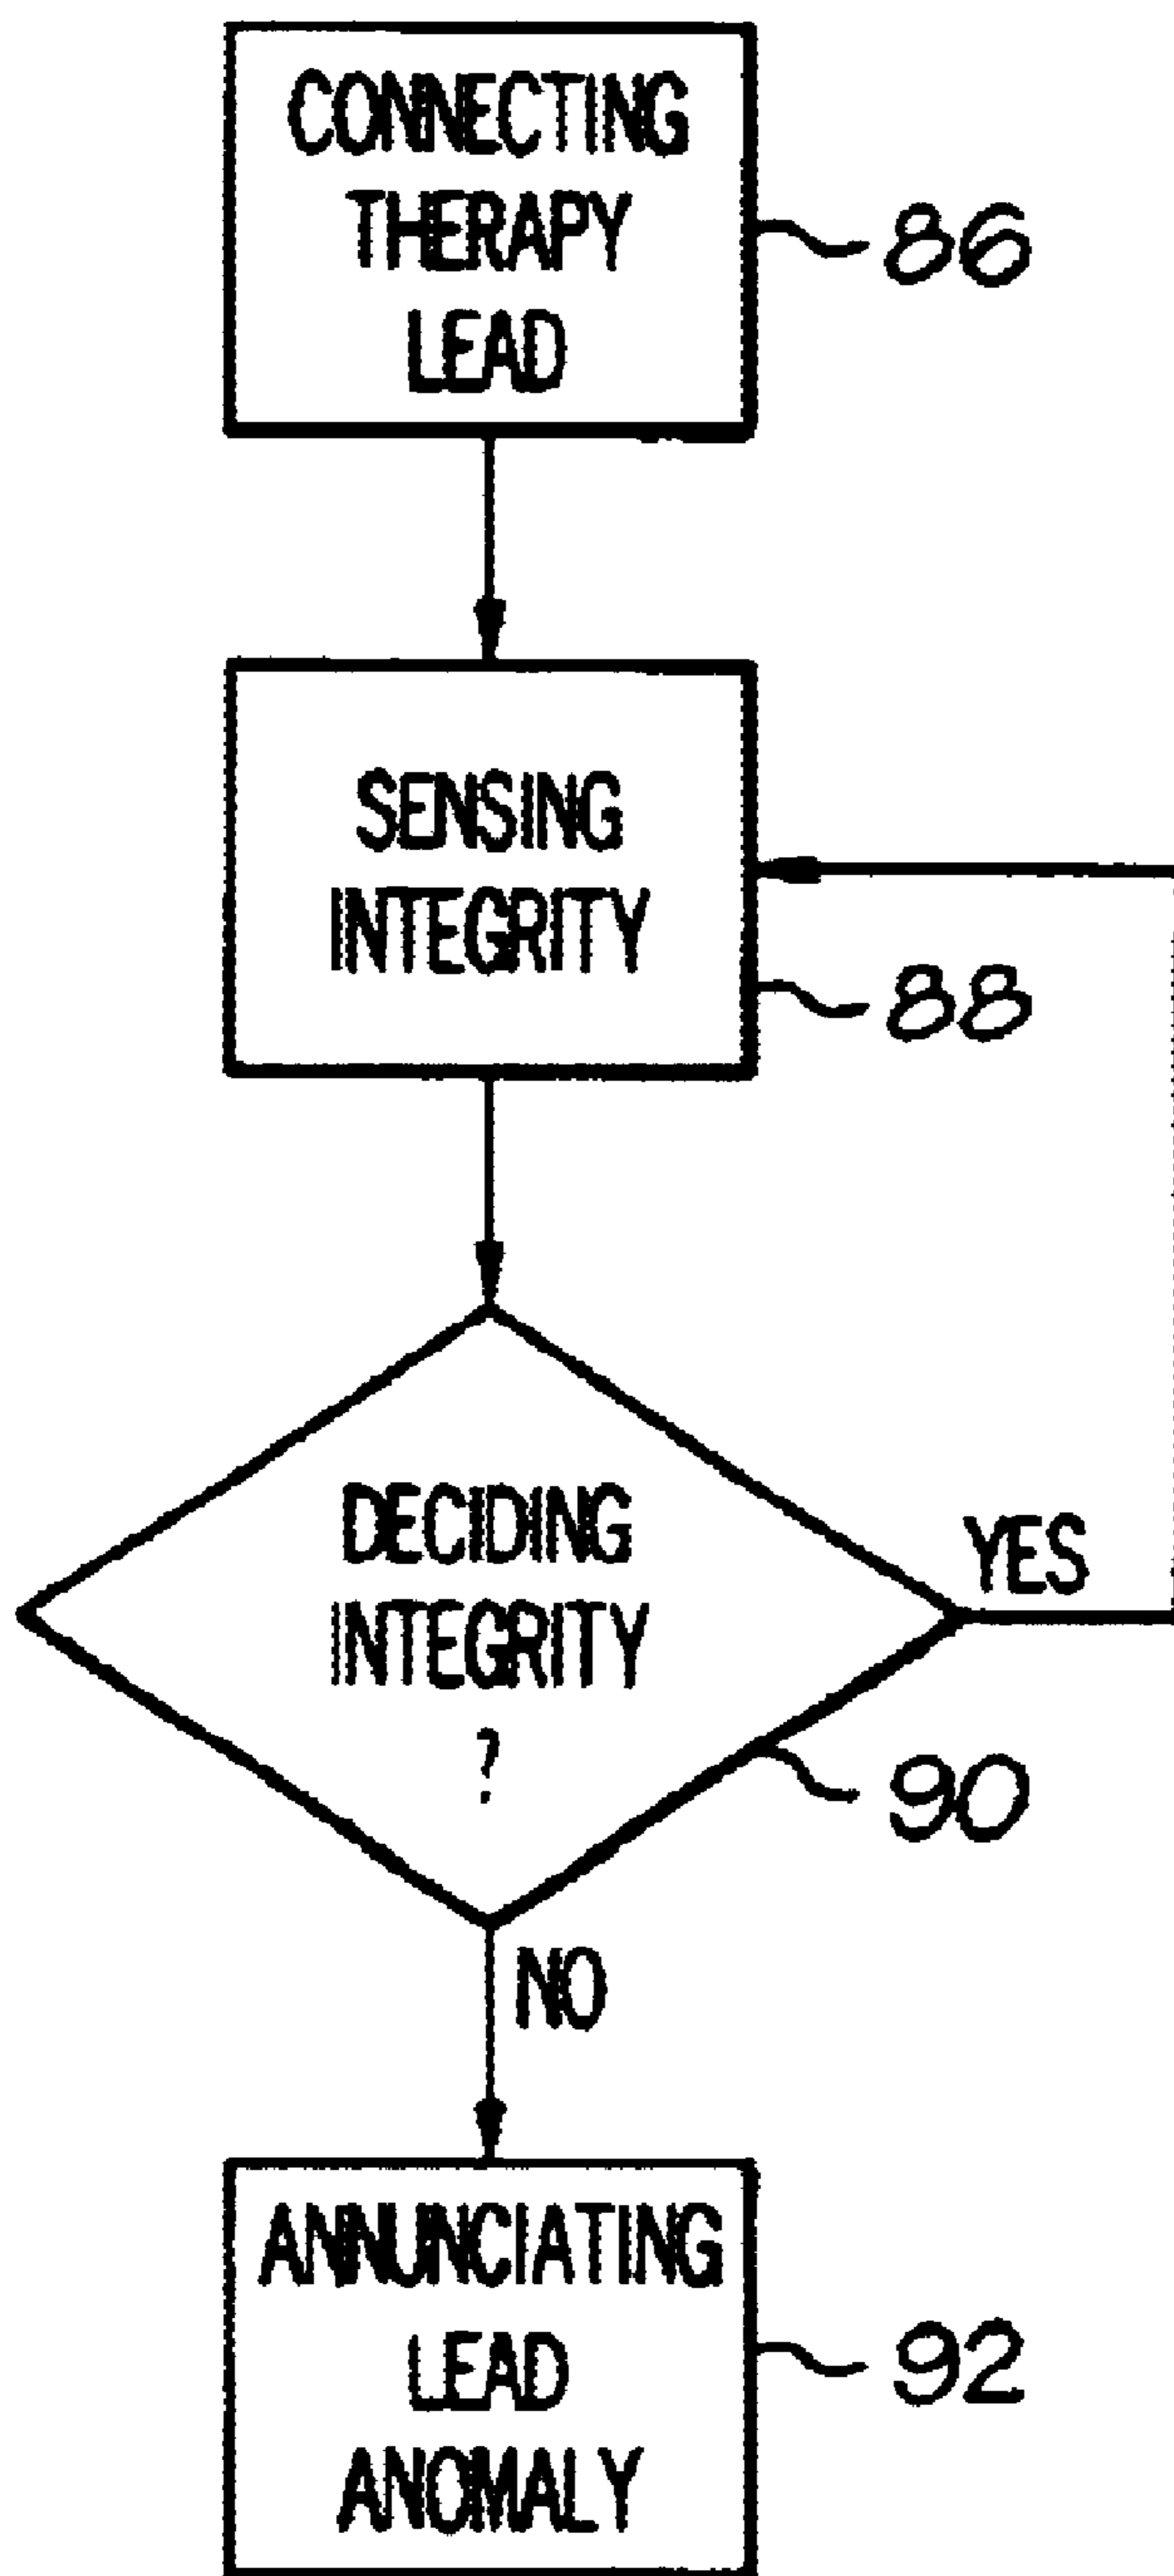 CONNECTING
THERAPY
LEAD
86
SENSING
INTEGRITY
88
DECIDING
INTEGRITY
?
YES
90
NO
ANNUNCIATING
LEAD
ANOMALY
92